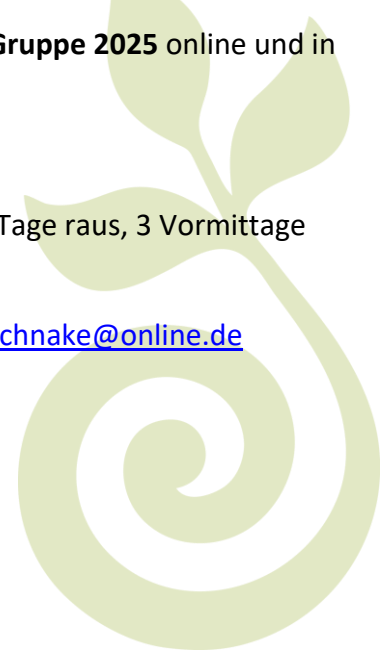 Gruppe 2025 online und in
Tage raus, 3 Vormittage
chnake@online.de